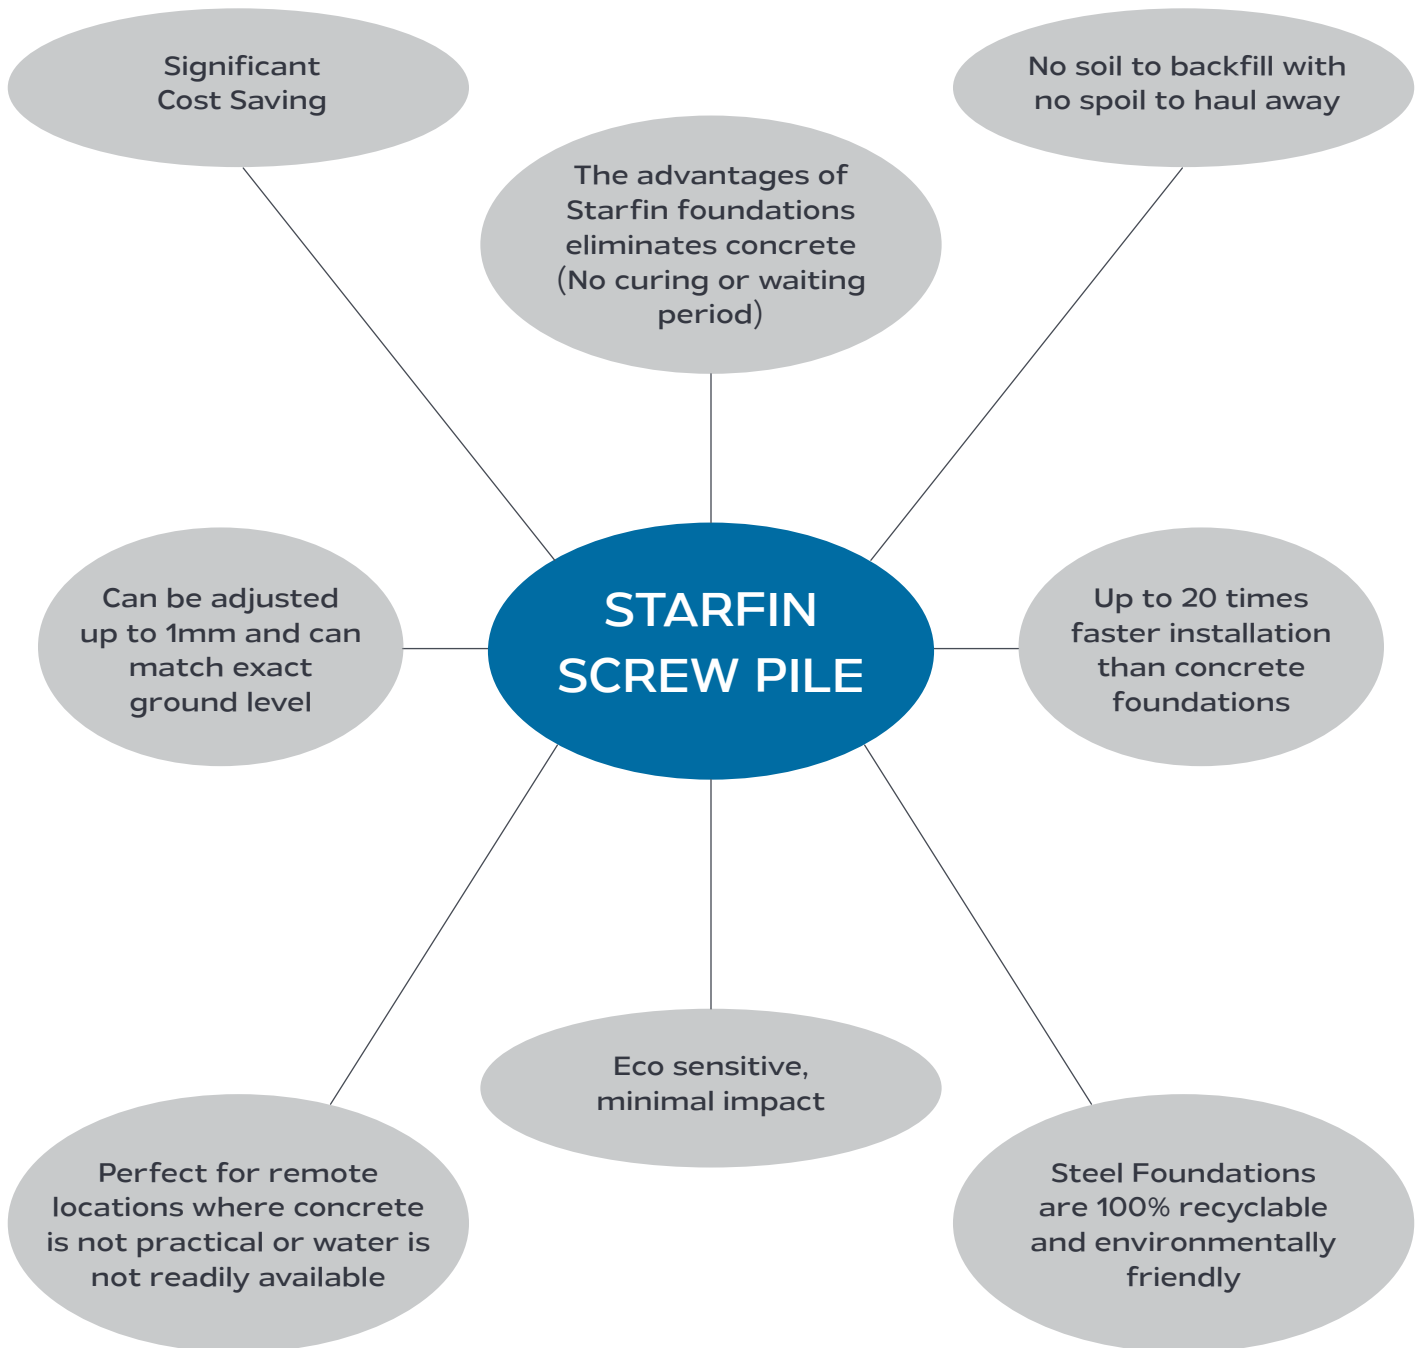 Significant
Cost Saving
No soil to backfill with
no spoil to haul away
The advantages of
Starfin foundations
eliminates concrete
(No curing or waiting
period)
Can be adjusted
up to 1mm and can
match exact
ground level
STARFIN
SCREW PILE
Up to 20 times
faster installation
than concrete
foundations
Perfect for remote
locations where concrete
is not practical or water is
not readily available
Eco sensitive,
minimal impact
Steel Foundations
are 100% recyclable
and environmentally
friendly